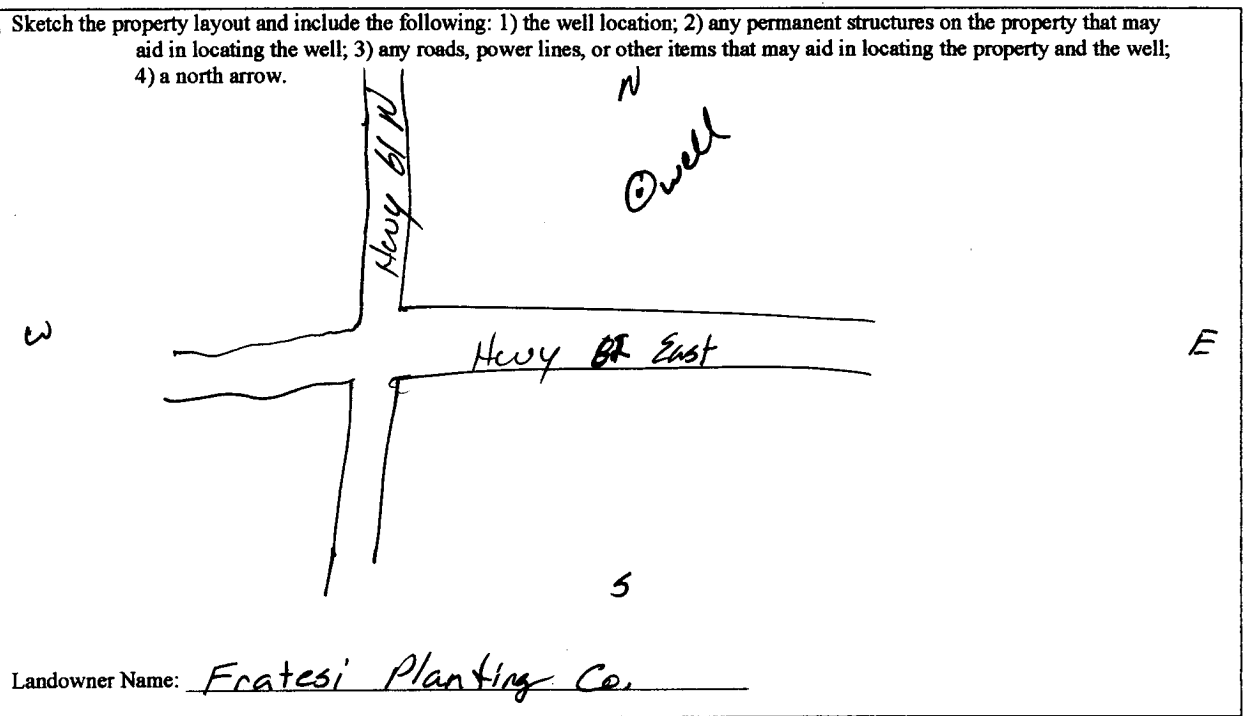 Sketch the property layout and include the following: 1) the well location; 2) any permanent structures on the property that may
aid in locating the well; 3) any roads, power lines, or other items that may aid in locating the property and the well;
4) a north arrow.
N
well
Hwy 61 N
W
Hwy East
E
S
Landowner Name: Fratesi Planting Co.